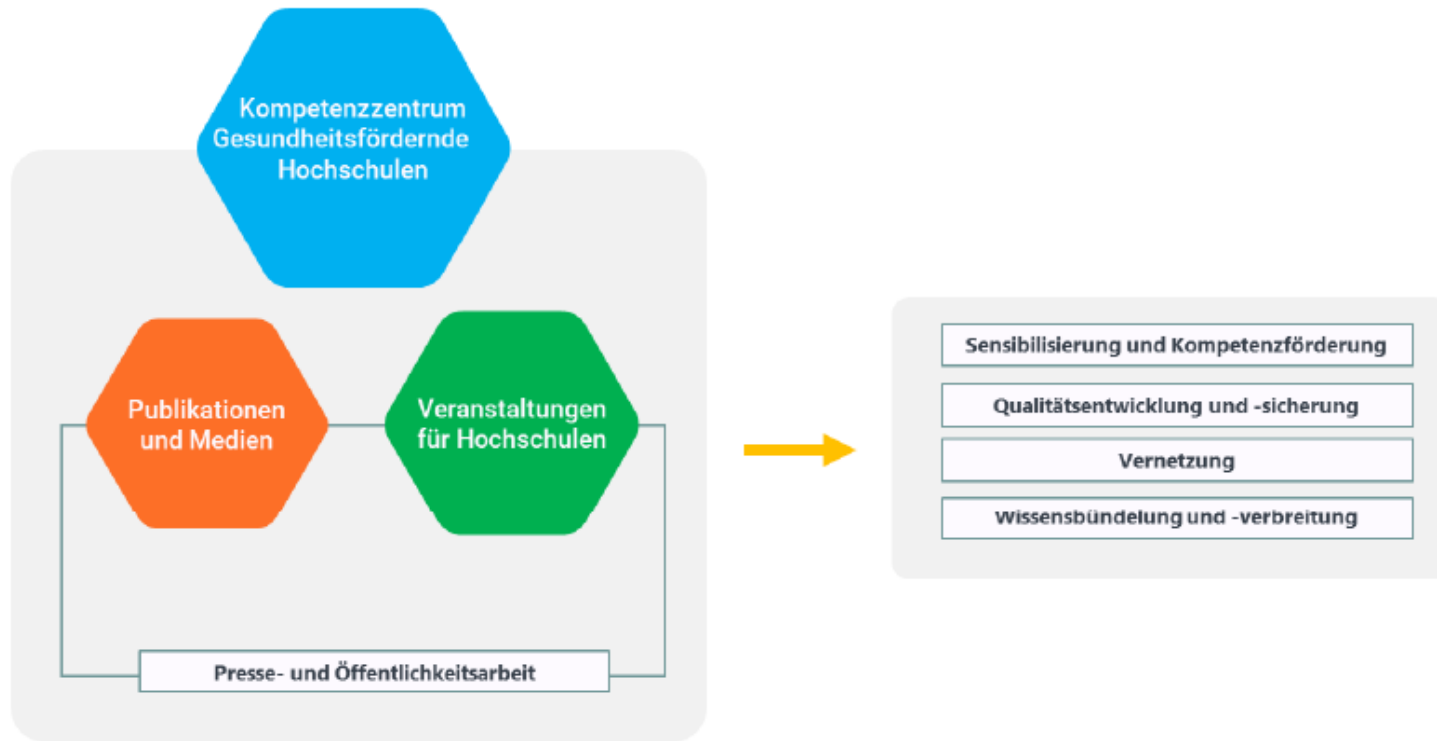 Kompetenzzentrum
Gesundheitsfördernde
Hochschulen
Publikationen
und Medien
Veranstaltungen
für Hochschulen
Presse- und Öffentlichkeitsarbeit
Sensibilisierung und Kompetenzförderung
Qualitätsentwicklung und -sicherung
Vernetzung
Wissensbündelung und -verbreitung